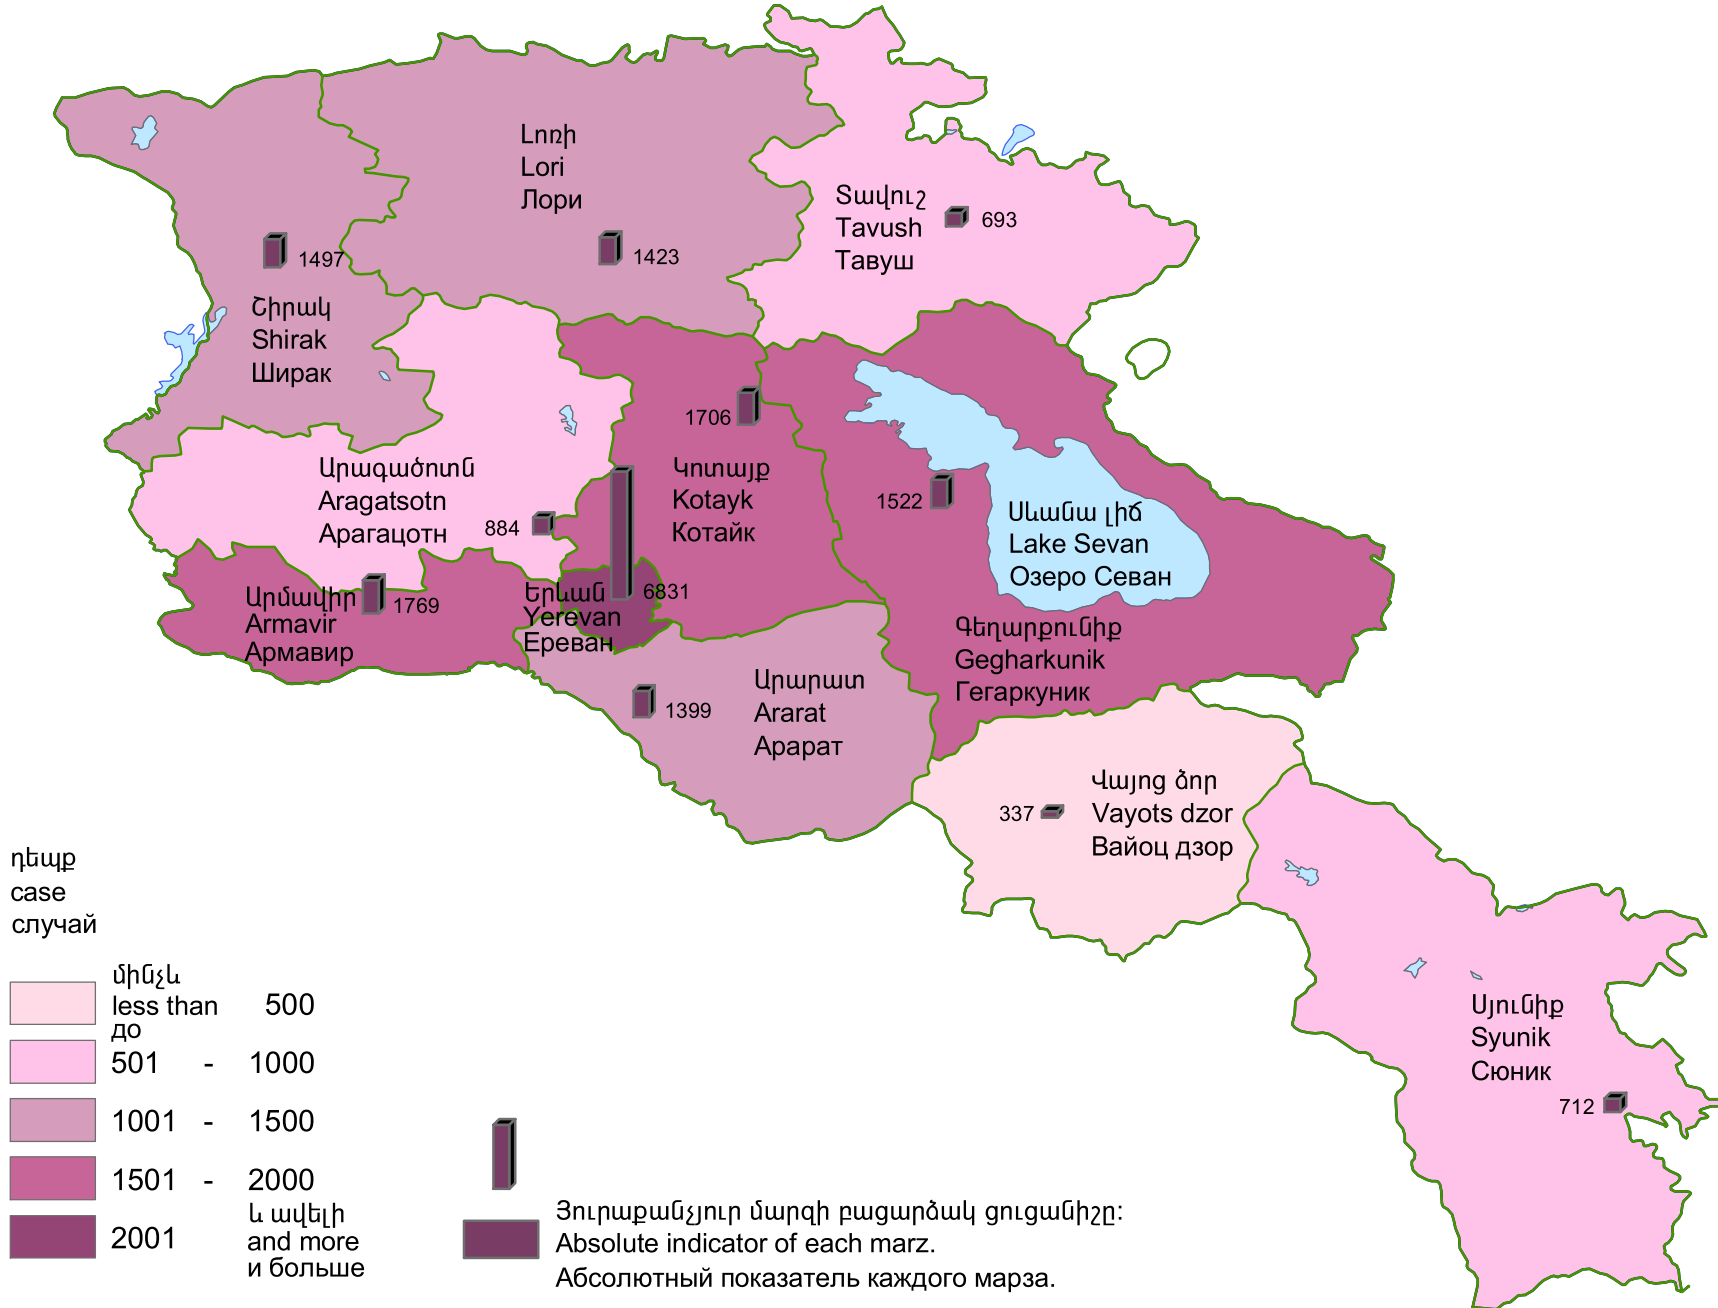 Լոռի
Lori
Лори
1423
Տավուշ
Tavush
Тавуш
693
1497
Շիրակ
Shirak
Ширак
1706
Կոտայք
Kotayk
Котайк
Արագածոտն
Aragatsotn
Арагацотн
884
1522
Սևանա լիճ
Lake Sevan
Озеро Севан
Արմավիր
Armavir
Армавир
1769
Երևան
Yerevan
Ереван
6831
Գեղարքունիք
Gegharkunik
Гегаркуник
Արարատ
Ararat
Арарат
1399
Վայոց ձոր
Vayots dzor
Вайоц дзор
337
Սյունիք
Syunik
Сюник
712
դեպք
case
случай
մինչև
less than 500
до
501 - 1000
1001 - 1500
1501 - 2000
2001 և ավելի
and more
и больше
Յուրաքանչյուր մարզի բացարձակ ցուցանիշը:
Absolute indicator of each marz.
Абсолютный показатель каждого марза.